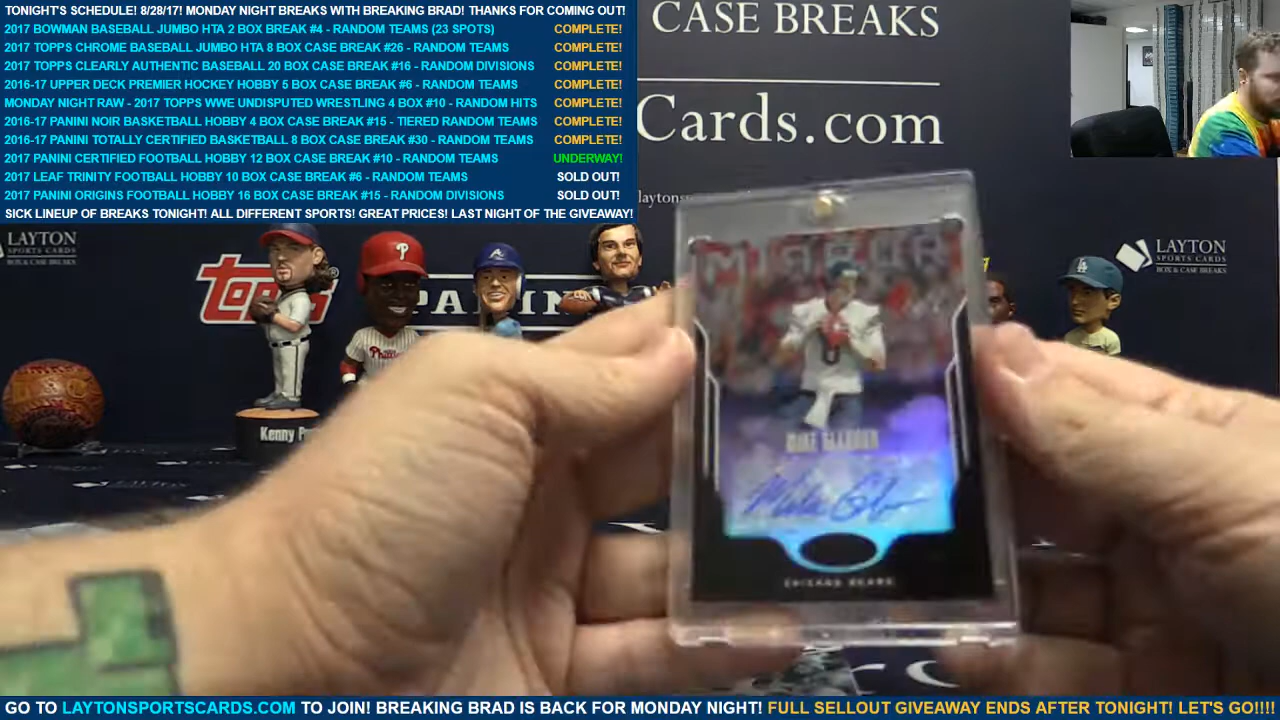 TONIGHT'S SCHEDULE! 8/28/17! MONDAY NIGHT BREAKS WITH BREAKING BRAD! THANKS FOR COMING OUT!
2017 BOWMAN BASEBALL JUMBO HTA 2 BOX BREAK #4 - RANDOM TEAMS (23 SPOTS) COMPLETE!
2017 TOPPS CHROME BASEBALL JUMBO HTA 8 BOX CASE BREAK #26 - RANDOM TEAMS COMPLETE!
2017 TOPPS CLEARLY AUTHENTIC BASEBALL 20 BOX CASE BREAK #16 - RANDOM DIVISIONS COMPLETE!
2016-17 UPPER DECK PREMIER HOCKEY HOBBY 5 BOX CASE BREAK #6 - RANDOM TEAMS COMPLETE!
MONDAY NIGHT RAW - 2017 TOPPS WWE UNDISPUTED WRESTLING 4 BOX #10 - RANDOM HITS COMPLETE!
2016-17 PANINI NOIR BASKETBALL HOBBY 4 BOX CASE BREAK #15 - TIERED RANDOM TEAMS COMPLETE!
2016-17 PANINI TOTALLY CERTIFIED BASKETBALL 8 BOX CASE BREAK #30 - RANDOM TEAMS COMPLETE!
2017 PANINI CERTIFIED FOOTBALL HOBBY 12 BOX CASE BREAK #10 - RANDOM TEAMS UNDERWAY!
2017 LEAF TRINITY FOOTBALL HOBBY 10 BOX CASE BREAK #6 - RANDOM TEAMS SOLD OUT!
2017 PANINI ORIGINS FOOTBALL HOBBY 16 BOX CASE BREAK #15 - RANDOM DIVISIONS SOLD OUT!
SICK LINEUP OF BREAKS TONIGHT! ALL DIFFERENT SPORTS! GREAT PRICES! LAST NIGHT OF THE GIVEAWAY!
CASE BREAKS
Cards.com
LAYTON
SPORTS CARDS
BOX & CASE BREAKS
topps
PANINI
P
A
LA
Phillies
Kenny
LAYTON
SPORTS CARDS
BOX & CASE BREAKS
MIRROR
MIKE GLENNON
CHICAGO BEARS
GO TO LAYTONSPORTSCARDS.COM TO JOIN! BREAKING BRAD IS BACK FOR MONDAY NIGHT! FULL SELLOUT GIVEAWAY ENDS AFTER TONIGHT! LET'S GO!!!!